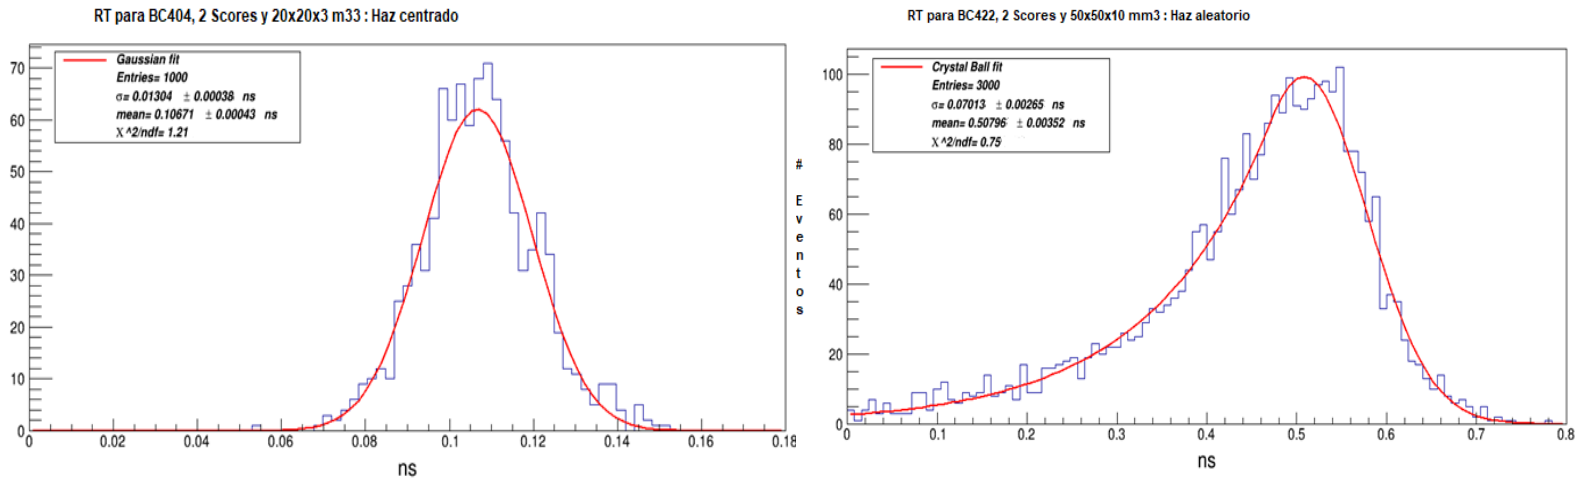 RT para BC404, 2 Scores y 20x20x3 m33 : Haz centrado
Gaussian fit
Entries= 1000
σ= 0.01304 ± 0.00038 ns
mean= 0.10671 ± 0.00043 ns
X ^2/ndf= 1.21
70
60
50
40
30
20
10
0
0 0.02 0.04 0.06 0.08 0.1 0.12 0.14 0.16 0.18
ns
# Eventos
RT para BC422, 2 Scores y 50x50x10 mm3 : Haz aleatorio
Crystal Ball fit
Entries= 3000
σ= 0.07013 ± 0.00265 ns
mean= 0.50796 ± 0.00352 ns
X ^2/ndf= 0.75
100
80
60
40
20
0
0 0.1 0.2 0.3 0.4 0.5 0.6 0.7 0.8
ns